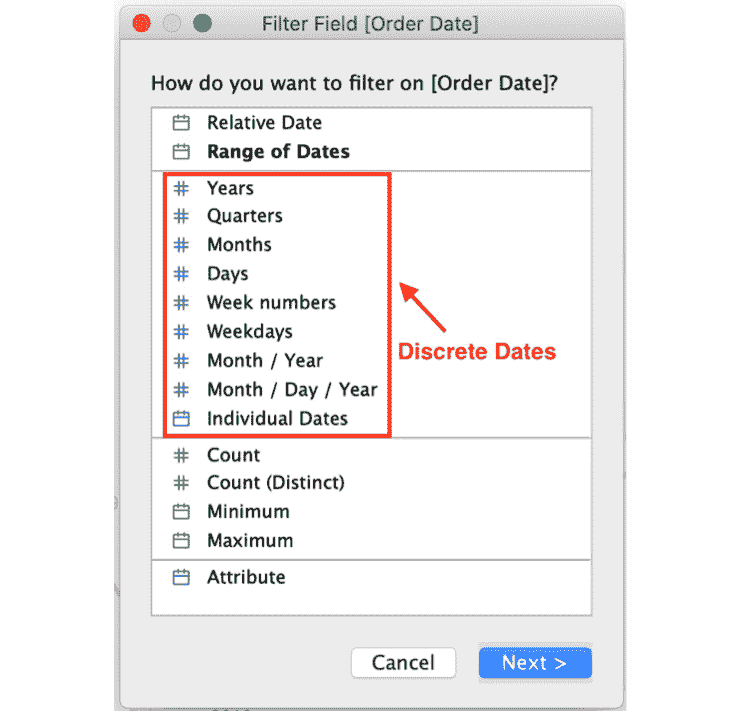 Filter Field [Order Date]
How do you want to filter on [Order Date]?
Relative Date
Range of Dates
Years
Quarters
Months
Days
Week numbers
Weekdays
Month / Year
Month / Day / Year
Individual Dates
Discrete Dates
Count
Count (Distinct)
Minimum
Maximum
Attribute
Cancel
Next >